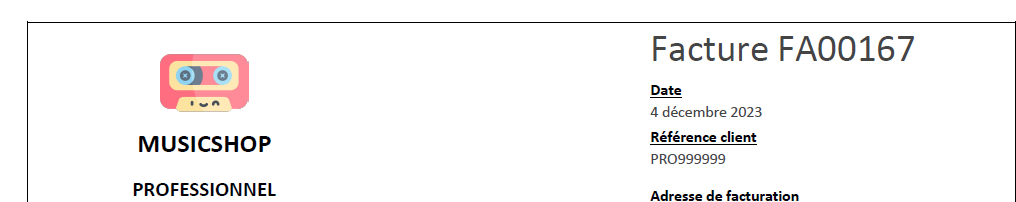 MUSICSHOP
PROFESSIONNEL
Facture FA00167
Date
4 décembre 2023
Référence client
PRO999999
Adresse de facturation